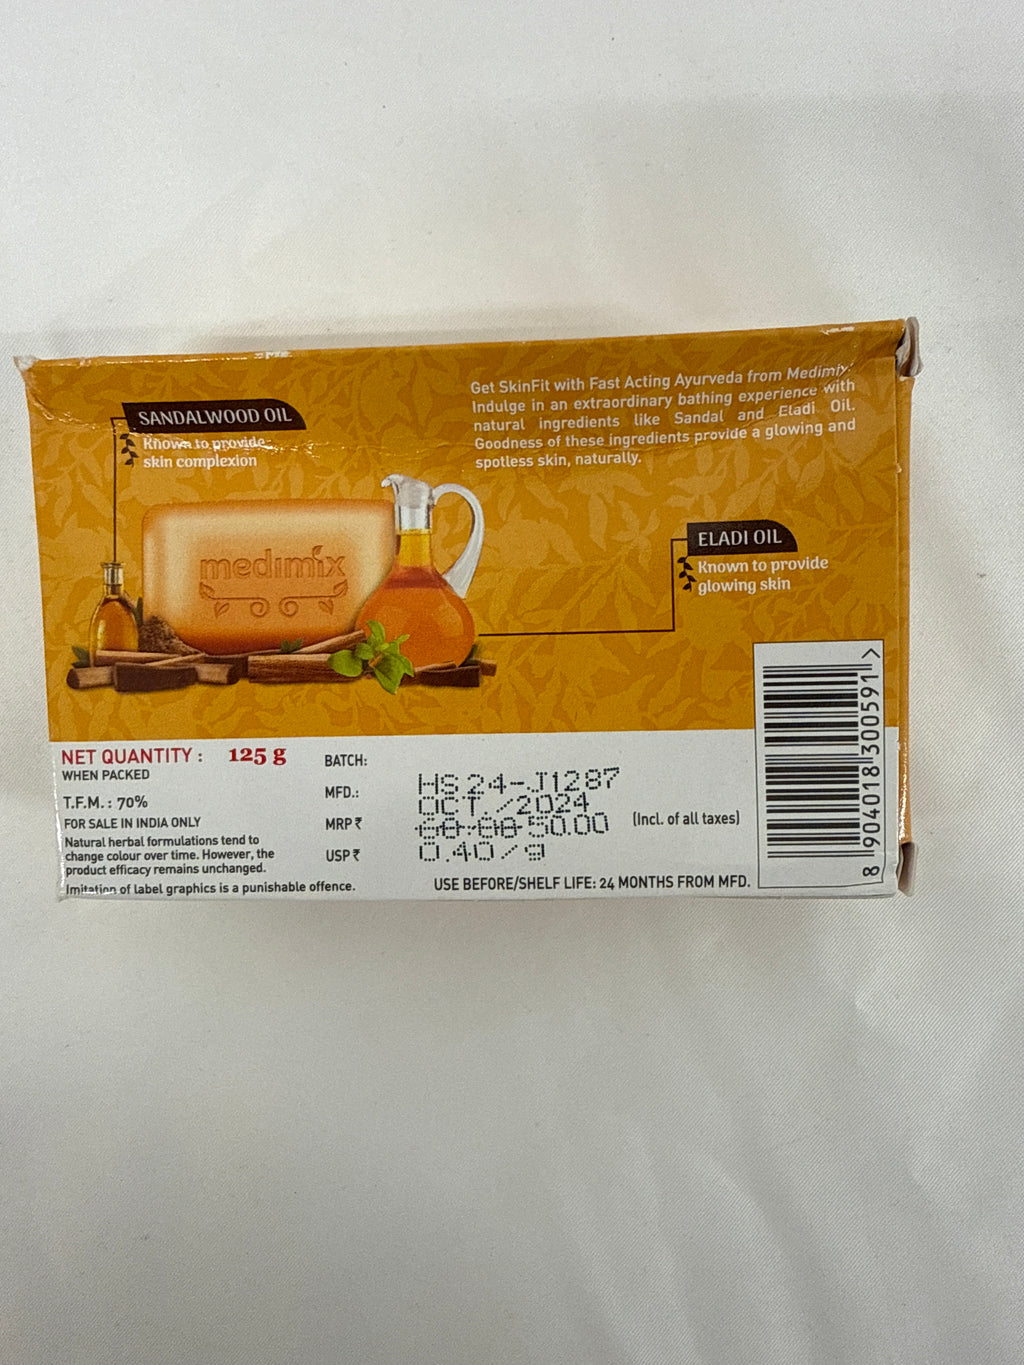 SANDALWOOD OIL
Known to provide
skin complexion
Get SkinFit with Fast Acting Ayurveda from Medimix.
Indulge in an extraordinary bathing experience with
natural ingredients like Sandal and Eladi Oil.
Goodness of these ingredients provide a glowing and
spotless skin, naturally.
medimix
ELADI OIL
Known to provide
glowing skin
NET QUANTITY : 125 g
WHEN PACKED
T.F.M. : 70%
FOR SALE IN INDIA ONLY
Natural herbal formulations tend to
change colour over time. However, the
product efficacy remains unchanged.
Imitation of label graphics is a punishable offence.
BATCH: HS 24-J1287
MFD.: OCT./2024
MRP ₹ 50.00 (Incl. of all taxes)
USP ₹ 0.40/g
USE BEFORE/SHELF LIFE: 24 MONTHS FROM MFD.
8 904018 300591 >